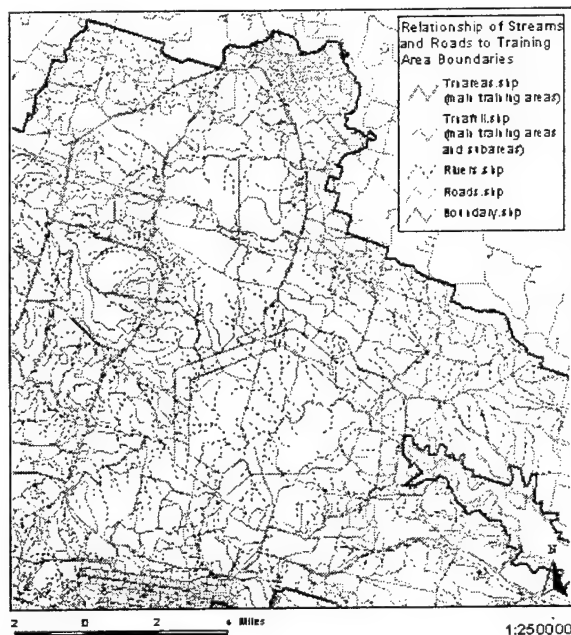 Relationship of Streams
and Roads to Training
Area Boundaries
(main training areas)
(main training areas
and subareas)
Rivers.shp
Roads.shp
Boundary.shp
N
2 0 2 4 Miles
1:250000